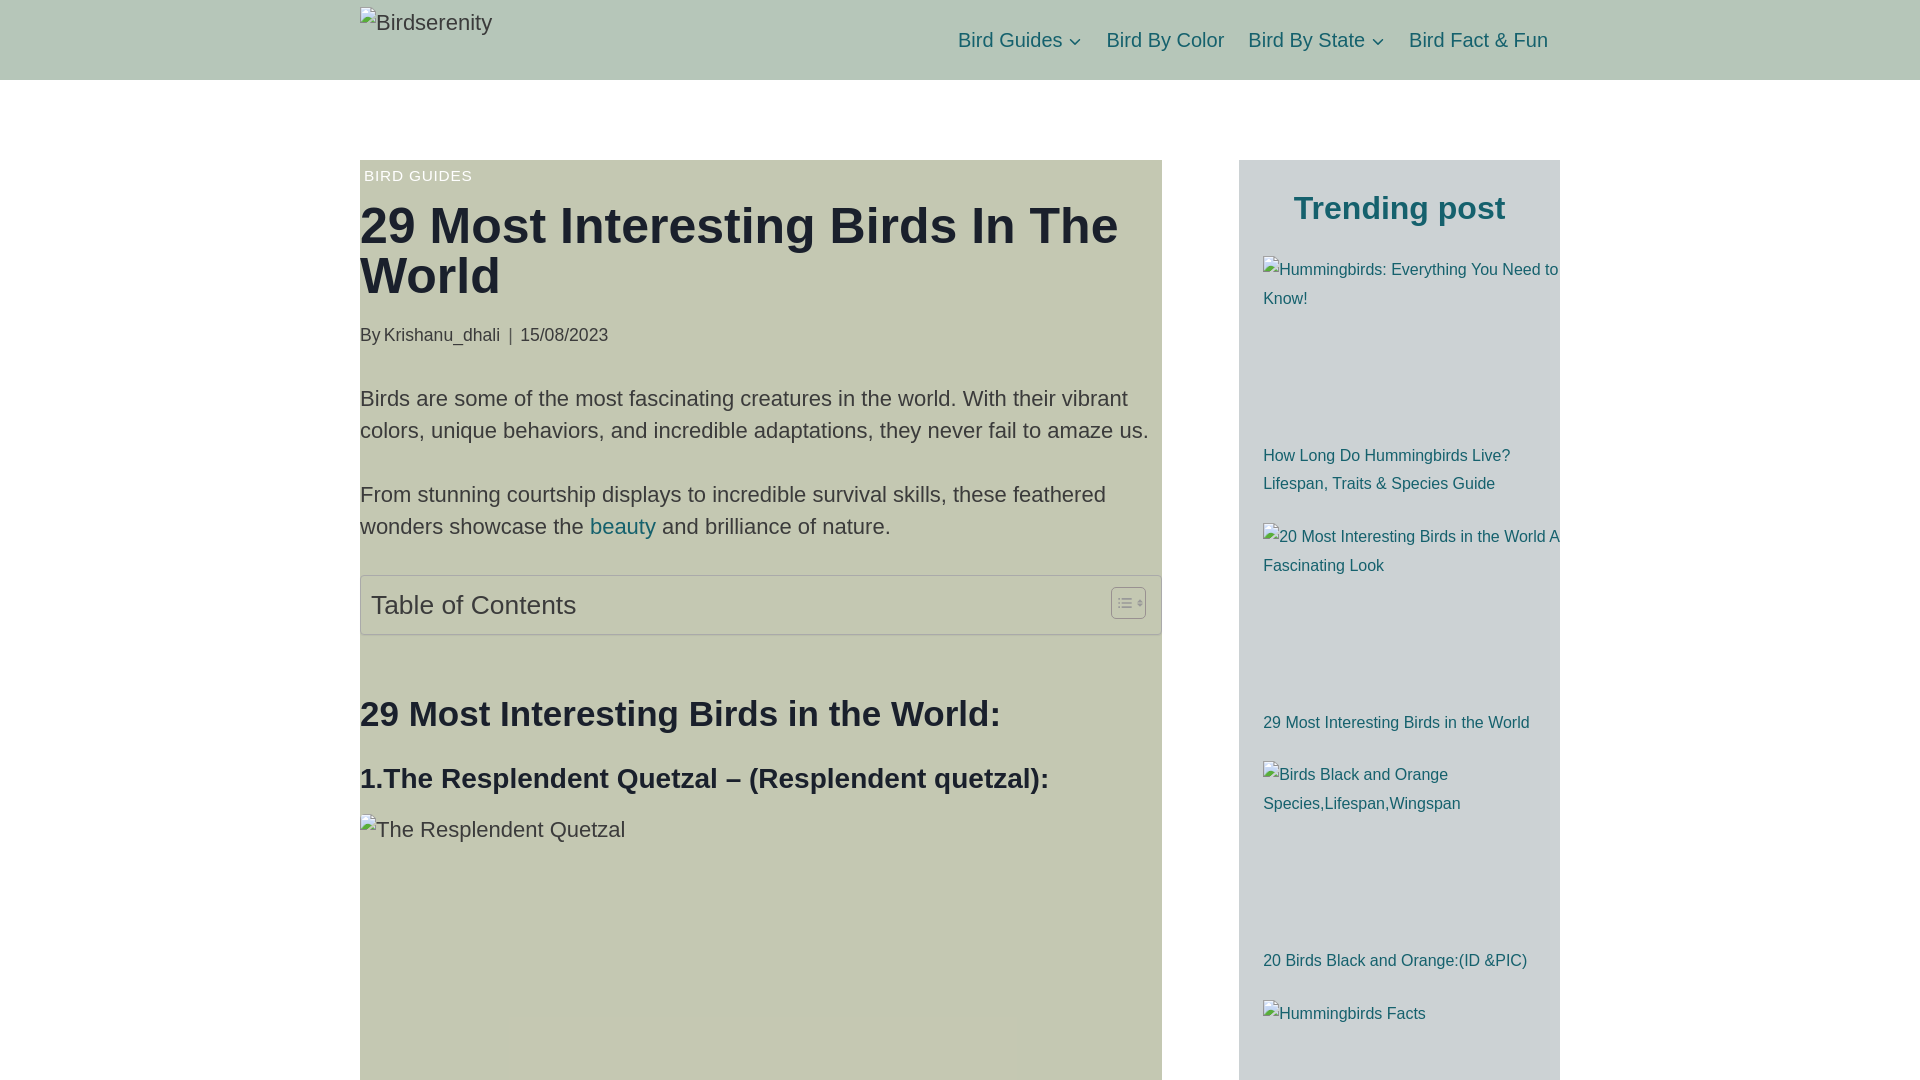 Birdserenity
Bird Guides
Bird By Color
Bird By State
Bird Fact & Fun
BIRD GUIDES
29 Most Interesting Birds In The
World
By Krishanu_dhali | 15/08/2023
Birds are some of the most fascinating creatures in the world. With their vibrant
colors, unique behaviors, and incredible adaptations, they never fail to amaze us.
From stunning courtship displays to incredible survival skills, these feathered
wonders showcase the beauty and brilliance of nature.
Table of Contents
29 Most Interesting Birds in the World:
1.The Resplendent Quetzal – (Resplendent quetzal):
The Resplendent Quetzal
Trending post
Hummingbirds: Everything You Need to
Know!
How Long Do Hummingbirds Live?
Lifespan, Traits & Species Guide
20 Most Interesting Birds in the World A
Fascinating Look
29 Most Interesting Birds in the World
Birds Black and Orange
Species,Lifespan,Wingspan
20 Birds Black and Orange:(ID &PIC)
Hummingbirds Facts